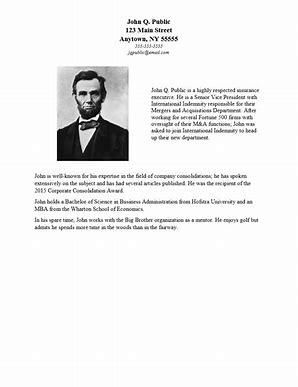 John Q. Public
123 Main Street
Anytown, NY 55555
555-555-5555
jqpublic@email.com
John Q. Public is a highly respected insurance
executive. He is a Senior Vice President with
International Indemnity responsible for their
Mergers and Acquisitions Department. After
working for several Fortune 500 firms with
oversight of their M&A functions, John was
asked to join International Indemnity to head
up their new department.
John is well-known for his expertise in the field of company consolidations; he has spoken
extensively on the subject and has had several articles published. He was the recipient of the
2015 Corporate Consolidation Award.
John holds a Bachelor of Science in Business Administration from Hofstra University and an
MBA from the Wharton School of Economics.
In his spare time, John works with the Big Brother organization as a mentor. He enjoys golf but
admits he spends more time in the woods than in the fairway.